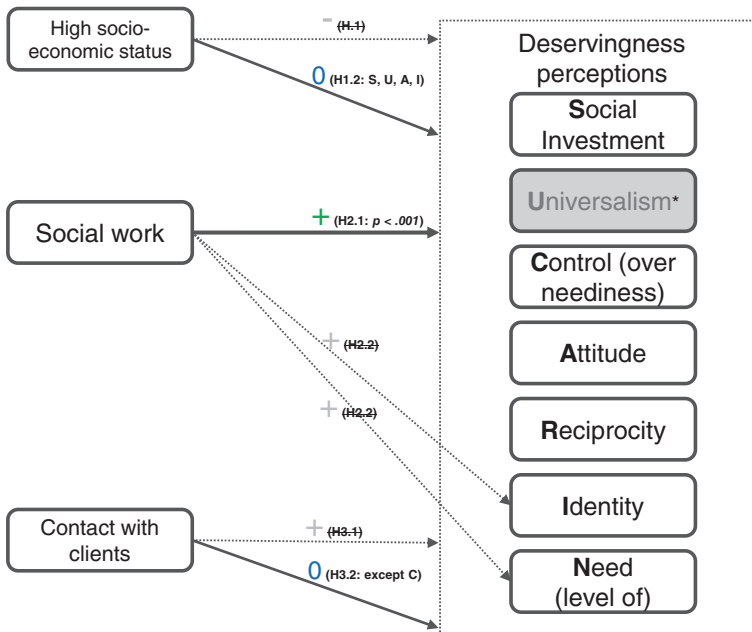 High socio-
economic status
- (H.1)
0 (H1.2: S, U, A, I)
Deservingness
perceptions
Social
Investment
Universalism*
Social work
+ (H2.1: p < .001)
Control (over
neediness)
+ (H2.2)
Attitude
+ (H2.2)
Reciprocity
Identity
Contact with
clients
+ (H3.1)
0 (H3.2: except C)
Need
(level of)